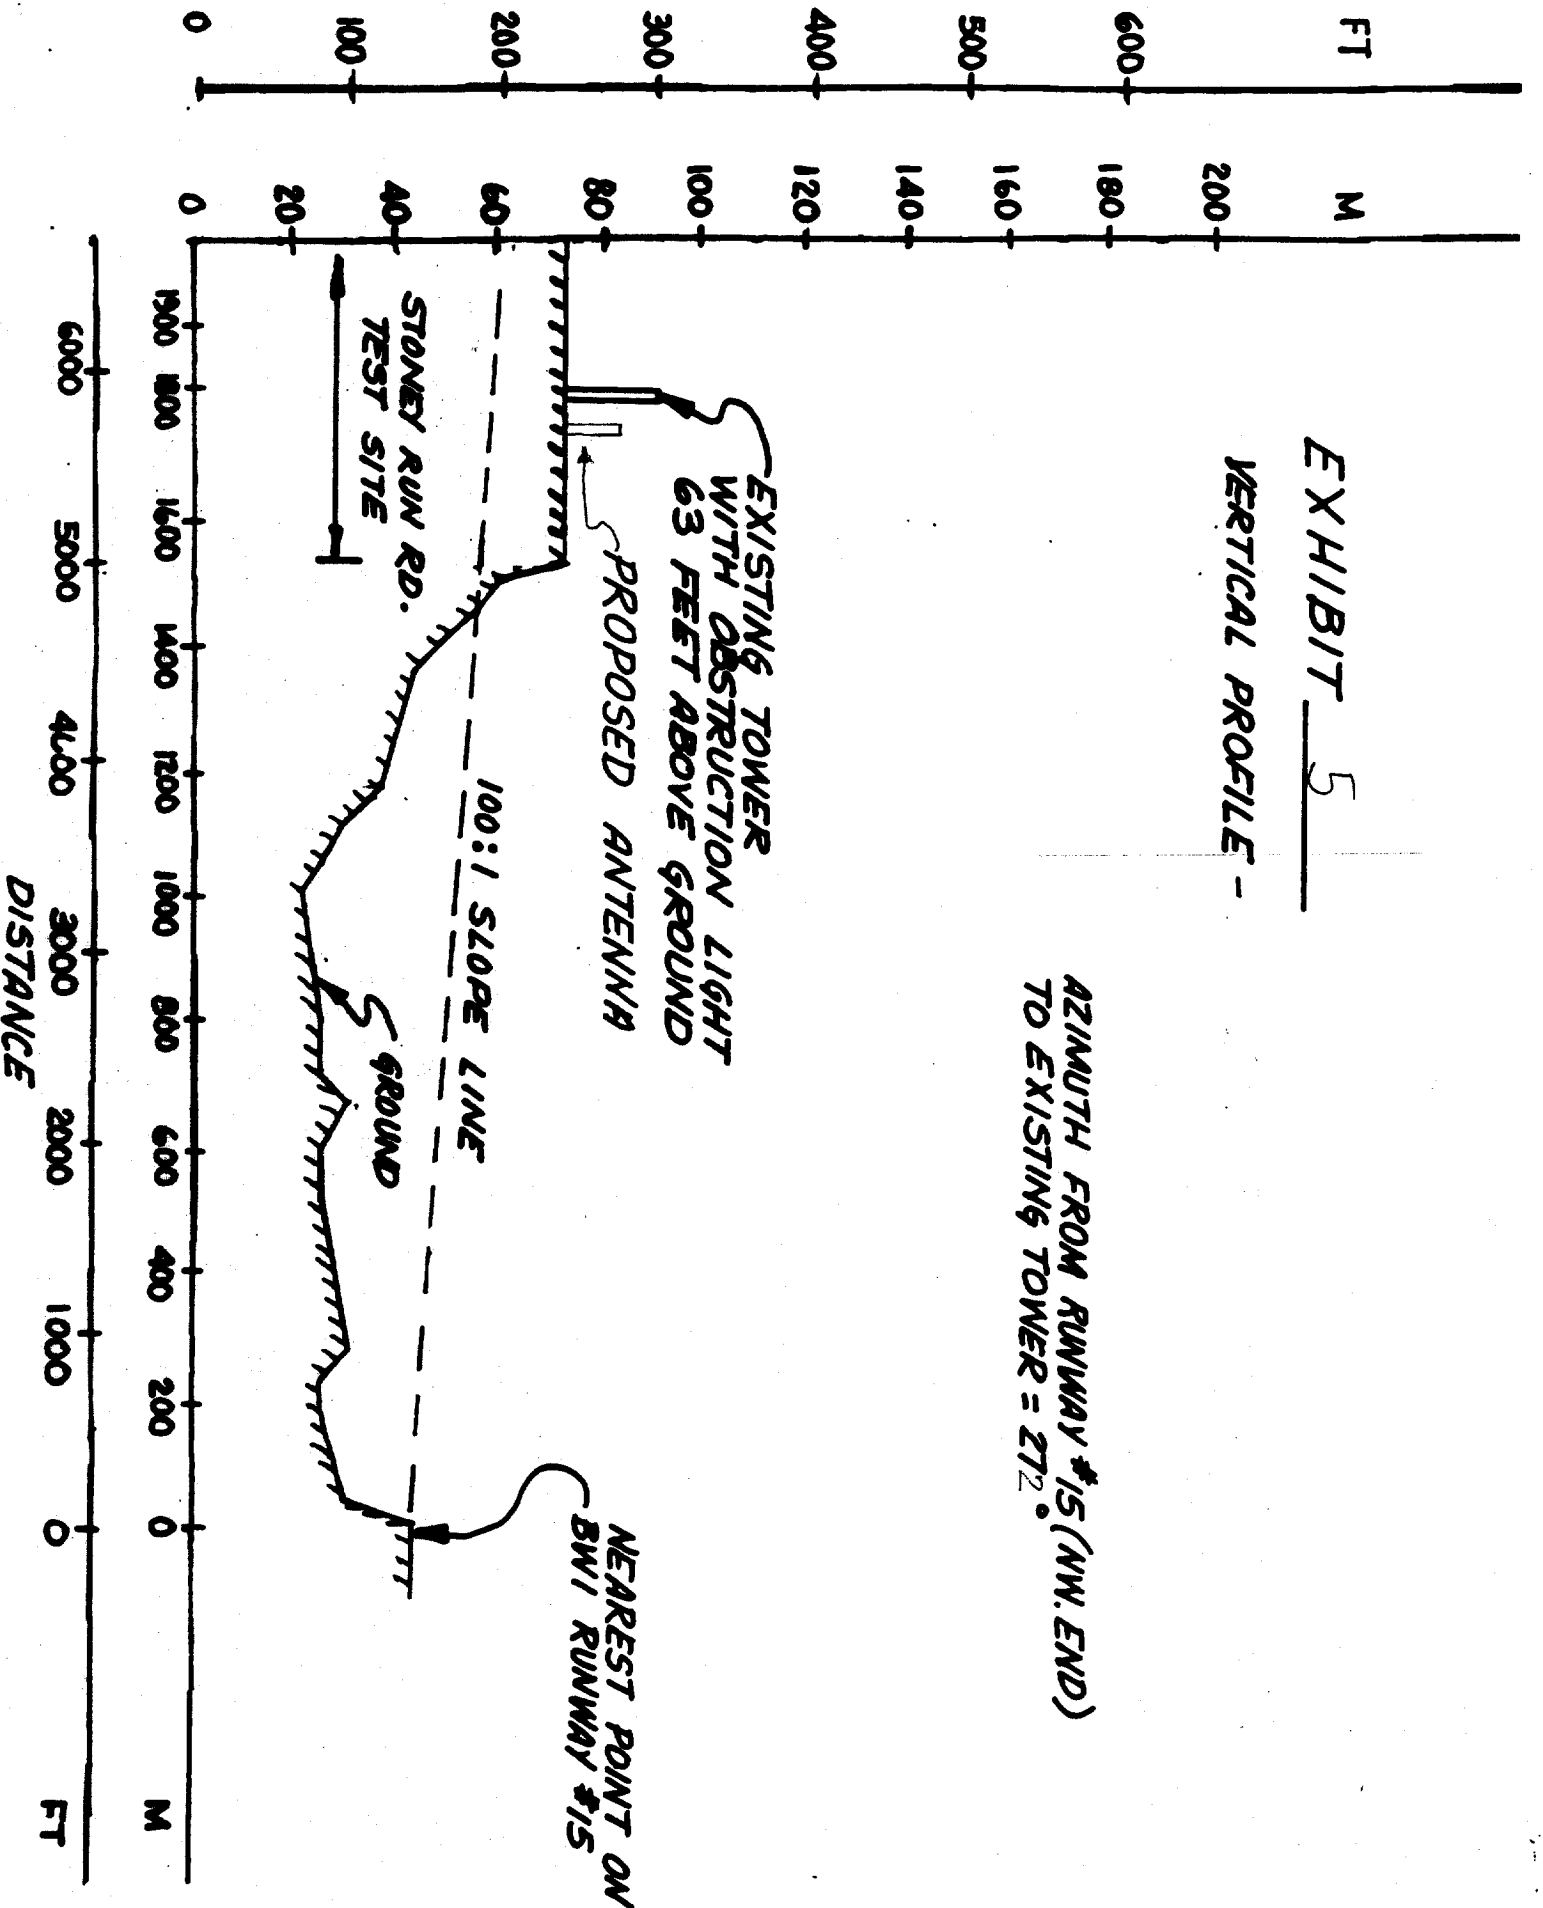 EXHIBIT 5
VERTICAL PROFILE -
AZIMUTH FROM RUNWAY #15 (NW. END)
TO EXISTING TOWER = 272°
FT
600
500
400
300
200
100
0
M
200
180
160
140
120
100
80
60
40
20
0
EXISTING TOWER
WITH OBSTRUCTION LIGHT
63 FEET ABOVE GROUND
PROPOSED ANTENNA
NEAREST POINT ON
BWI RUNWAY #15
100:1 SLOPE LINE
STONEY RUN RD.
TEST SITE
GROUND
1900
1800
1600
1400
1200
1000
800
600
400
200
0
M
6000
5000
4000
3000
2000
1000
0
FT
DISTANCE